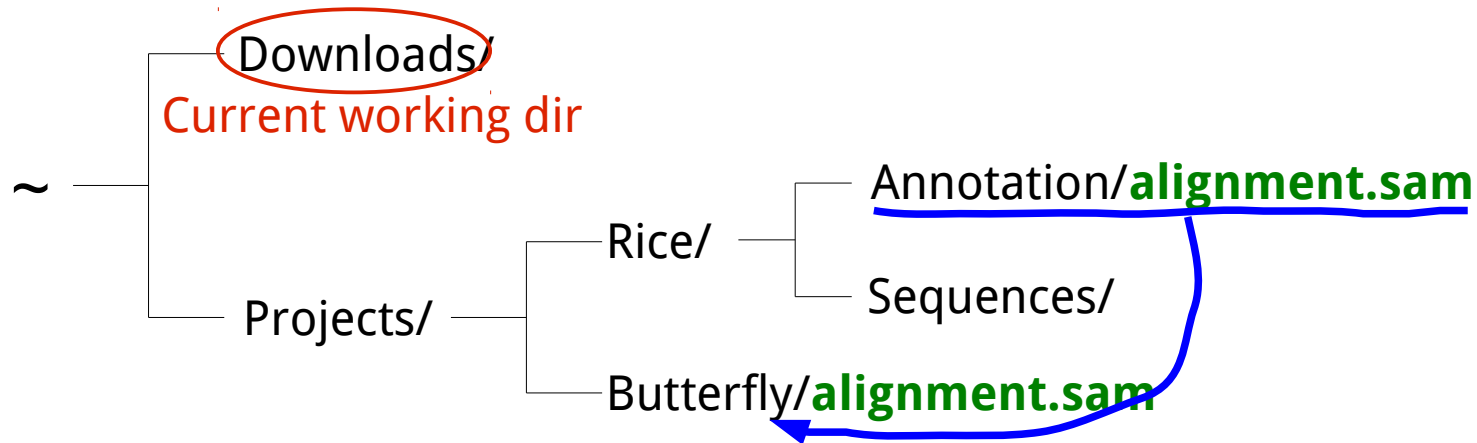 Downloads/
Current working dir
~
Annotation/alignment.sam
Rice/
Sequences/
Projects/
Butterfly/alignment.sam